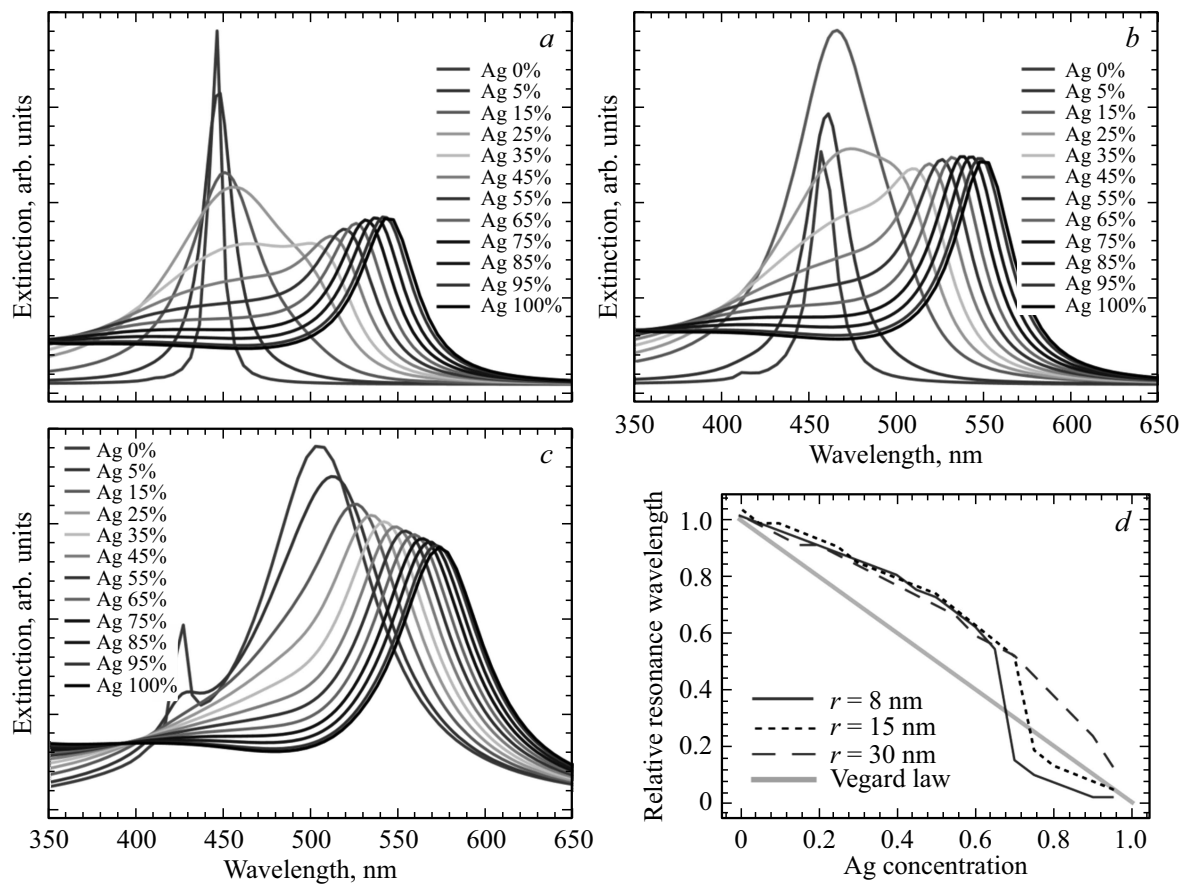 a
Extinction, arb. units
Ag 0%
Ag 5%
Ag 15%
Ag 25%
Ag 35%
Ag 45%
Ag 55%
Ag 65%
Ag 75%
Ag 85%
Ag 95%
Ag 100%
b
Extinction, arb. units
Ag 0%
Ag 5%
Ag 15%
Ag 25%
Ag 35%
Ag 45%
Ag 55%
Ag 65%
Ag 75%
Ag 85%
Ag 95%
Ag 100%
350 400 450 500 550 600 650
Wavelength, nm
c
Extinction, arb. units
Ag 0%
Ag 5%
Ag 15%
Ag 25%
Ag 35%
Ag 45%
Ag 55%
Ag 65%
Ag 75%
Ag 85%
Ag 95%
Ag 100%
350 400 450 500 550 600 650
Wavelength, nm
d
Relative resonance wavelength
1.0
0.8
0.6
0.4
0.2
0
r = 8 nm
r = 15 nm
r = 30 nm
Vegard law
0 0.2 0.4 0.6 0.8 1.0
Ag concentration